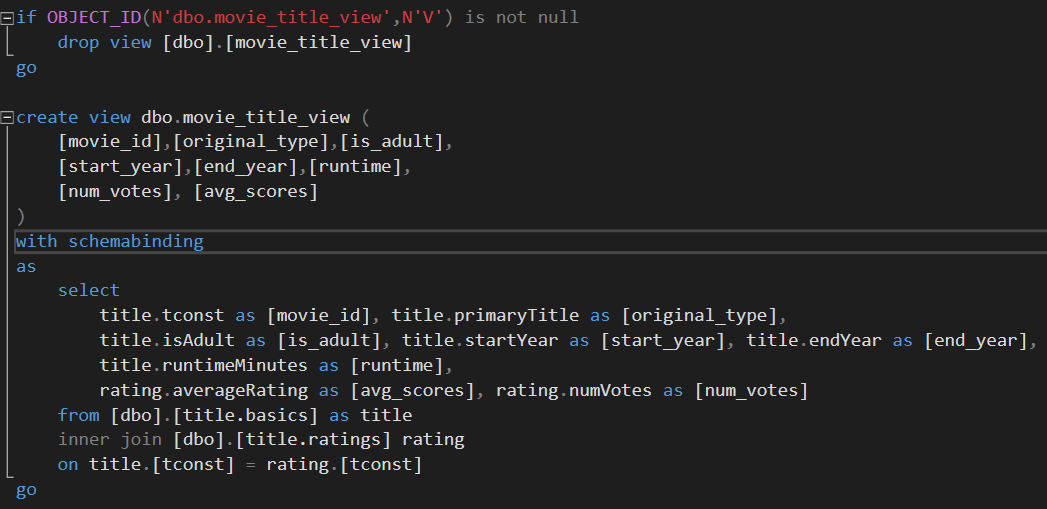 if OBJECT_ID(N'dbo.movie_title_view',N'V') is not null
    drop view [dbo].[movie_title_view]
go

create view dbo.movie_title_view (
    [movie_id],[original_type],[is_adult],
    [start_year],[end_year],[runtime],
    [num_votes], [avg_scores]
)
with schemabinding
as
    select
        title.tconst as [movie_id], title.primaryTitle as [original_type],
        title.isAdult as [is_adult], title.startYear as [start_year], title.endYear as [end_year],
        title.runtimeMinutes as [runtime],
        rating.averageRating as [avg_scores], rating.numVotes as [num_votes]
    from [dbo].[title.basics] as title
    inner join [dbo].[title.ratings] rating
    on title.[tconst] = rating.[tconst]
go